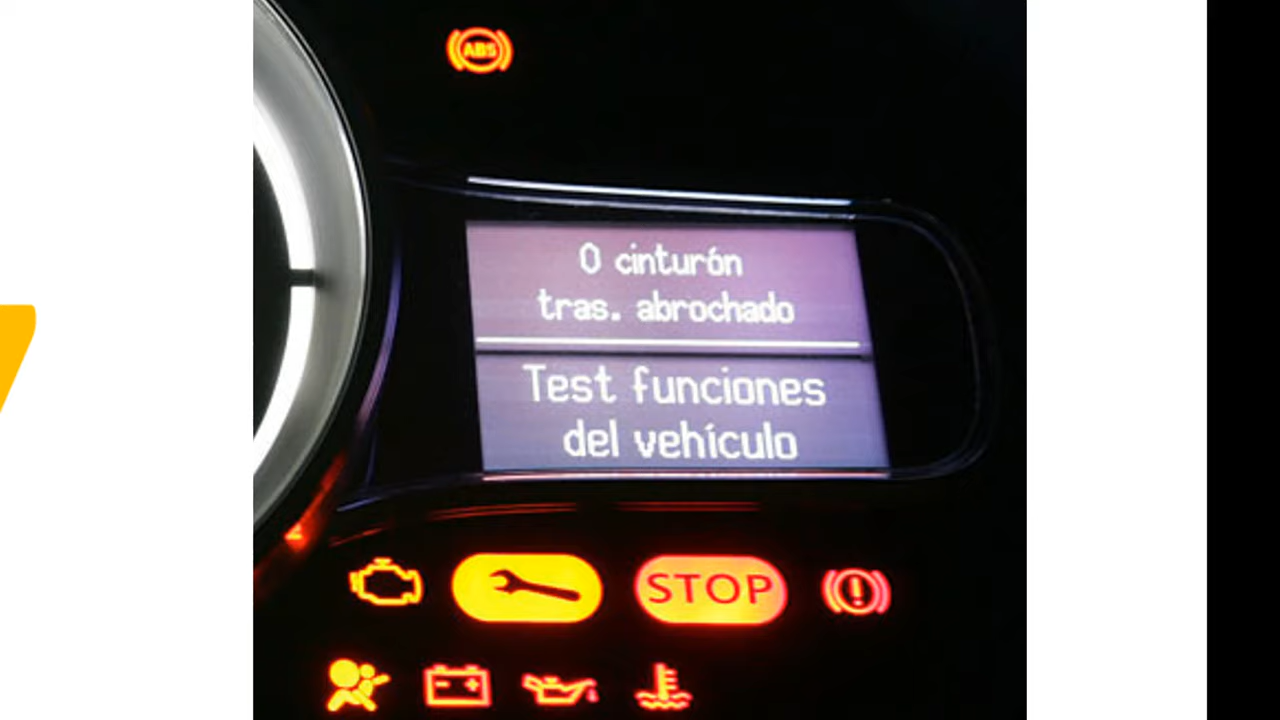 ABS
0 cinturón
tras. abrochado
Test funciones
del vehículo
STOP